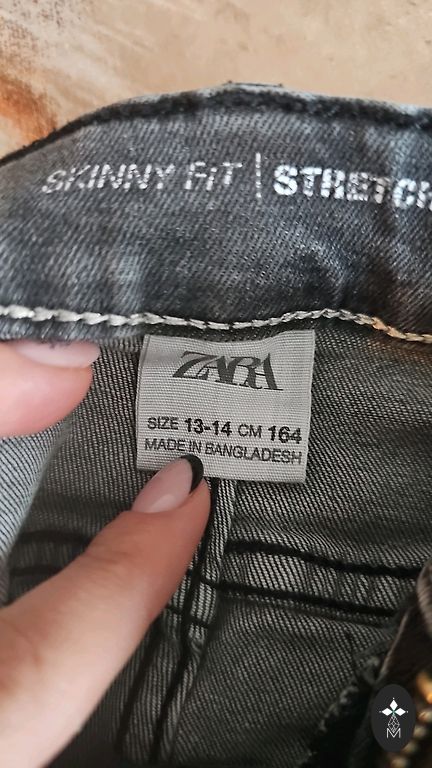 SKINNY FIT | STRETCH
ZARA
SIZE 13-14 CM 164
MADE IN BANGLADESH
M